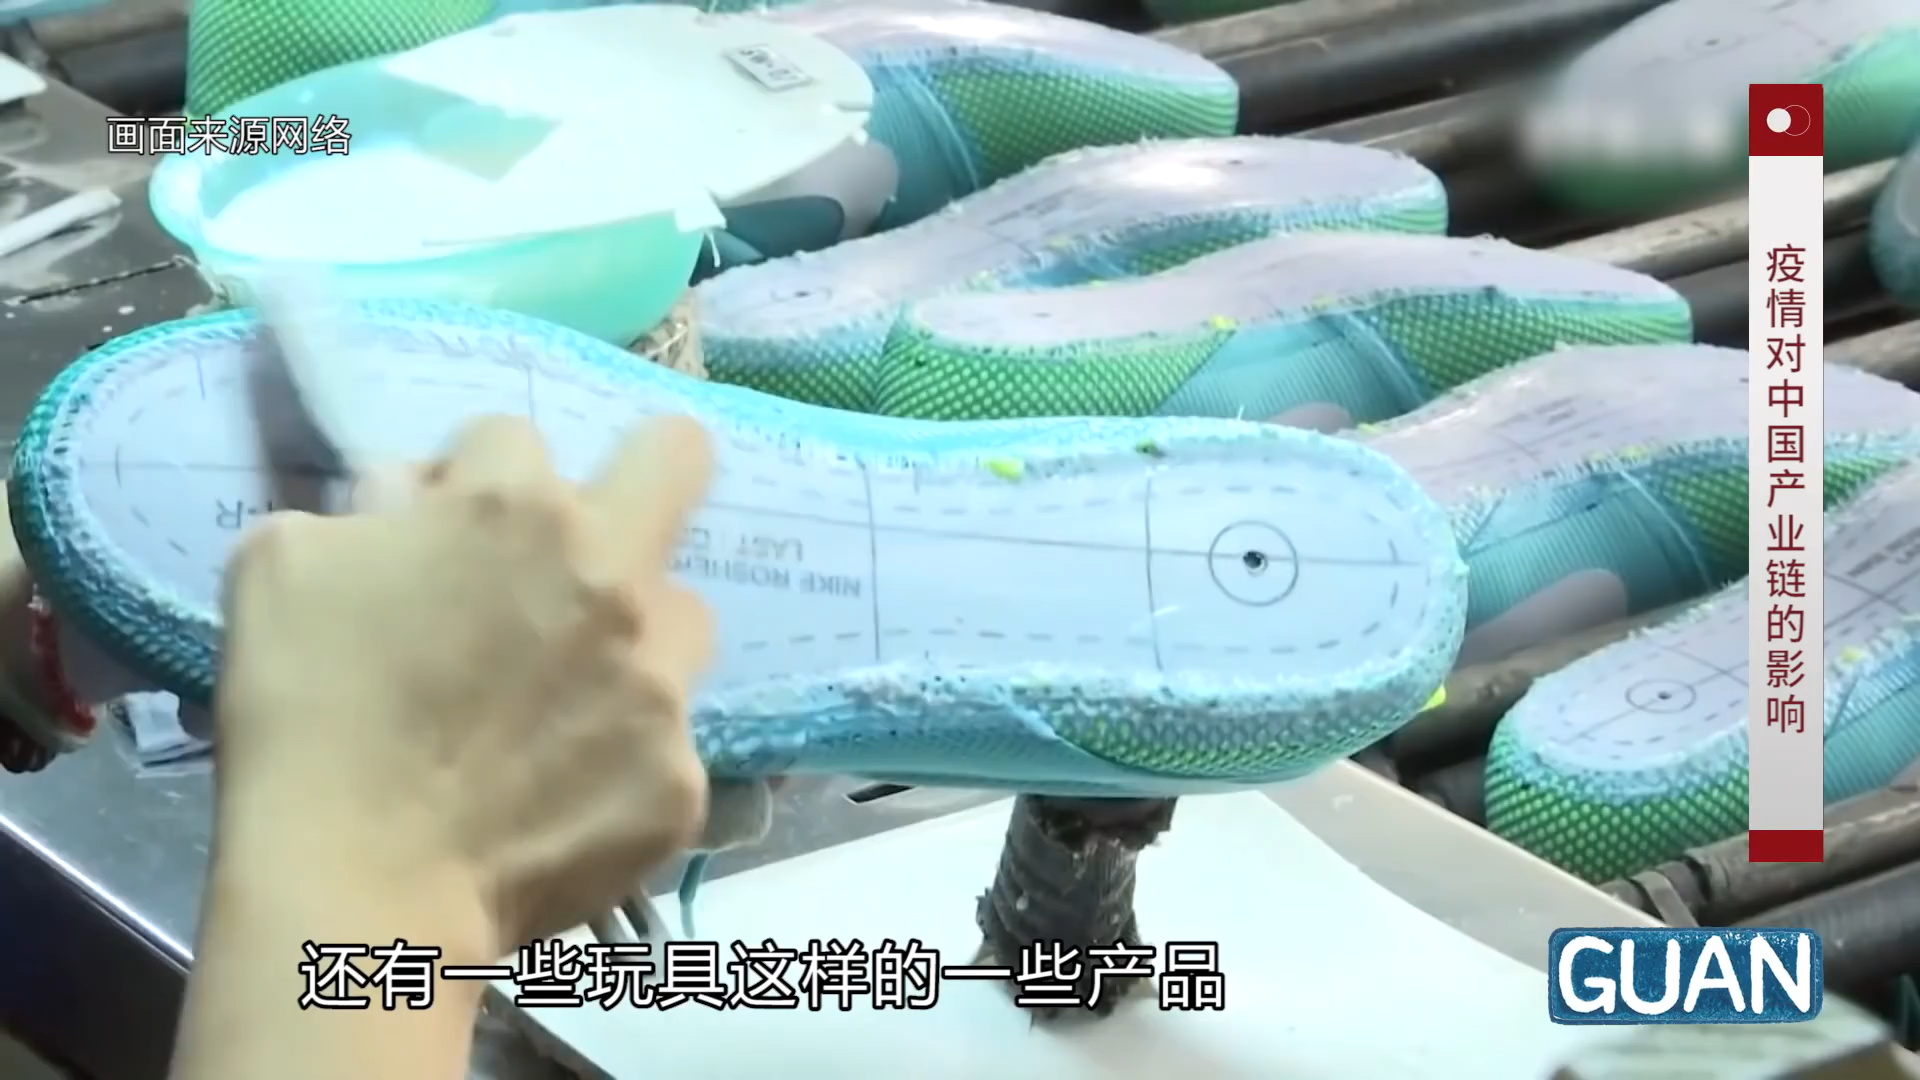 画面来源网络
疫情对中国产业链的影响
NIKE ROSHE
LAST
还有一些玩具这样的一些产品
GUAN